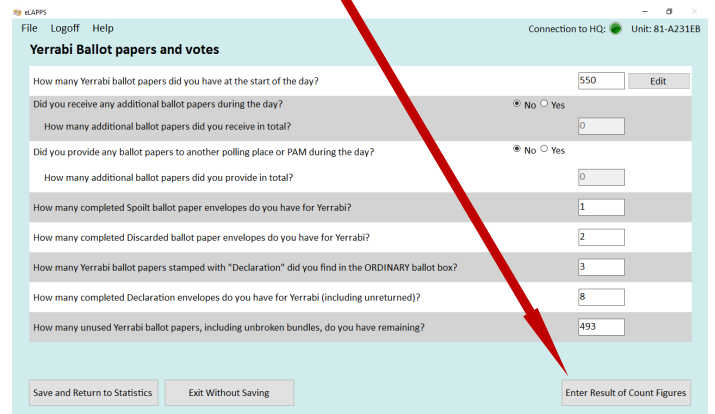 eLAPPS
File Logoff Help Connection to HQ: Unit: 81-A231EB
Yerrabi Ballot papers and votes
How many Yerrabi ballot papers did you have at the start of the day? 550 Edit
Did you receive any additional ballot papers during the day? No Yes
How many additional ballot papers did you receive in total? 0
Did you provide any ballot papers to another polling place or PAM during the day? No Yes
How many additional ballot papers did you provide in total? 0
How many completed Spoilt ballot paper envelopes do you have for Yerrabi? 1
How many completed Discarded ballot paper envelopes do you have for Yerrabi? 2
How many Yerrabi ballot papers stamped with "Declaration" did you find in the ORDINARY ballot box? 3
How many completed Declaration envelopes do you have for Yerrabi (including unreturned)? 8
How many unused Yerrabi ballot papers, including unbroken bundles, do you have remaining? 493
Save and Return to Statistics Exit Without Saving Enter Result of Count Figures